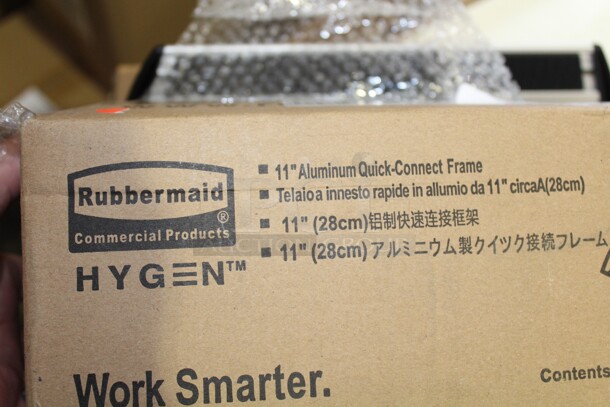 ■ 11" Aluminum Quick-Connect Frame
■ Telaio a innesto rapide in allumio da 11" circaA(28cm)
■ 11" (28cm)铝制快速连接框架
■ 11" (28cm)アルミニウム製クイツク接続フレーム
Rubbermaid®
Commercial Products
HYGEN™
Work Smarter.
Contents